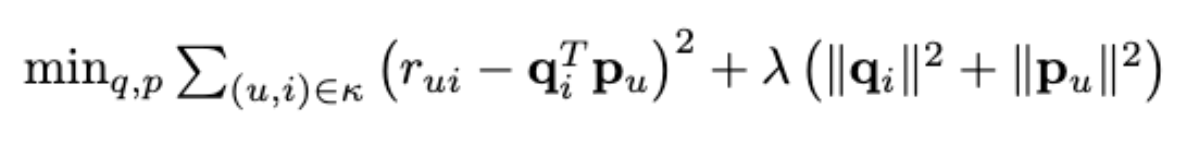 min_{q,p} ∑_{(u,i)∈κ} (r_{ui} − q_i^T p_u)^2 + λ (‖q_i‖^2 + ‖p_u‖^2)